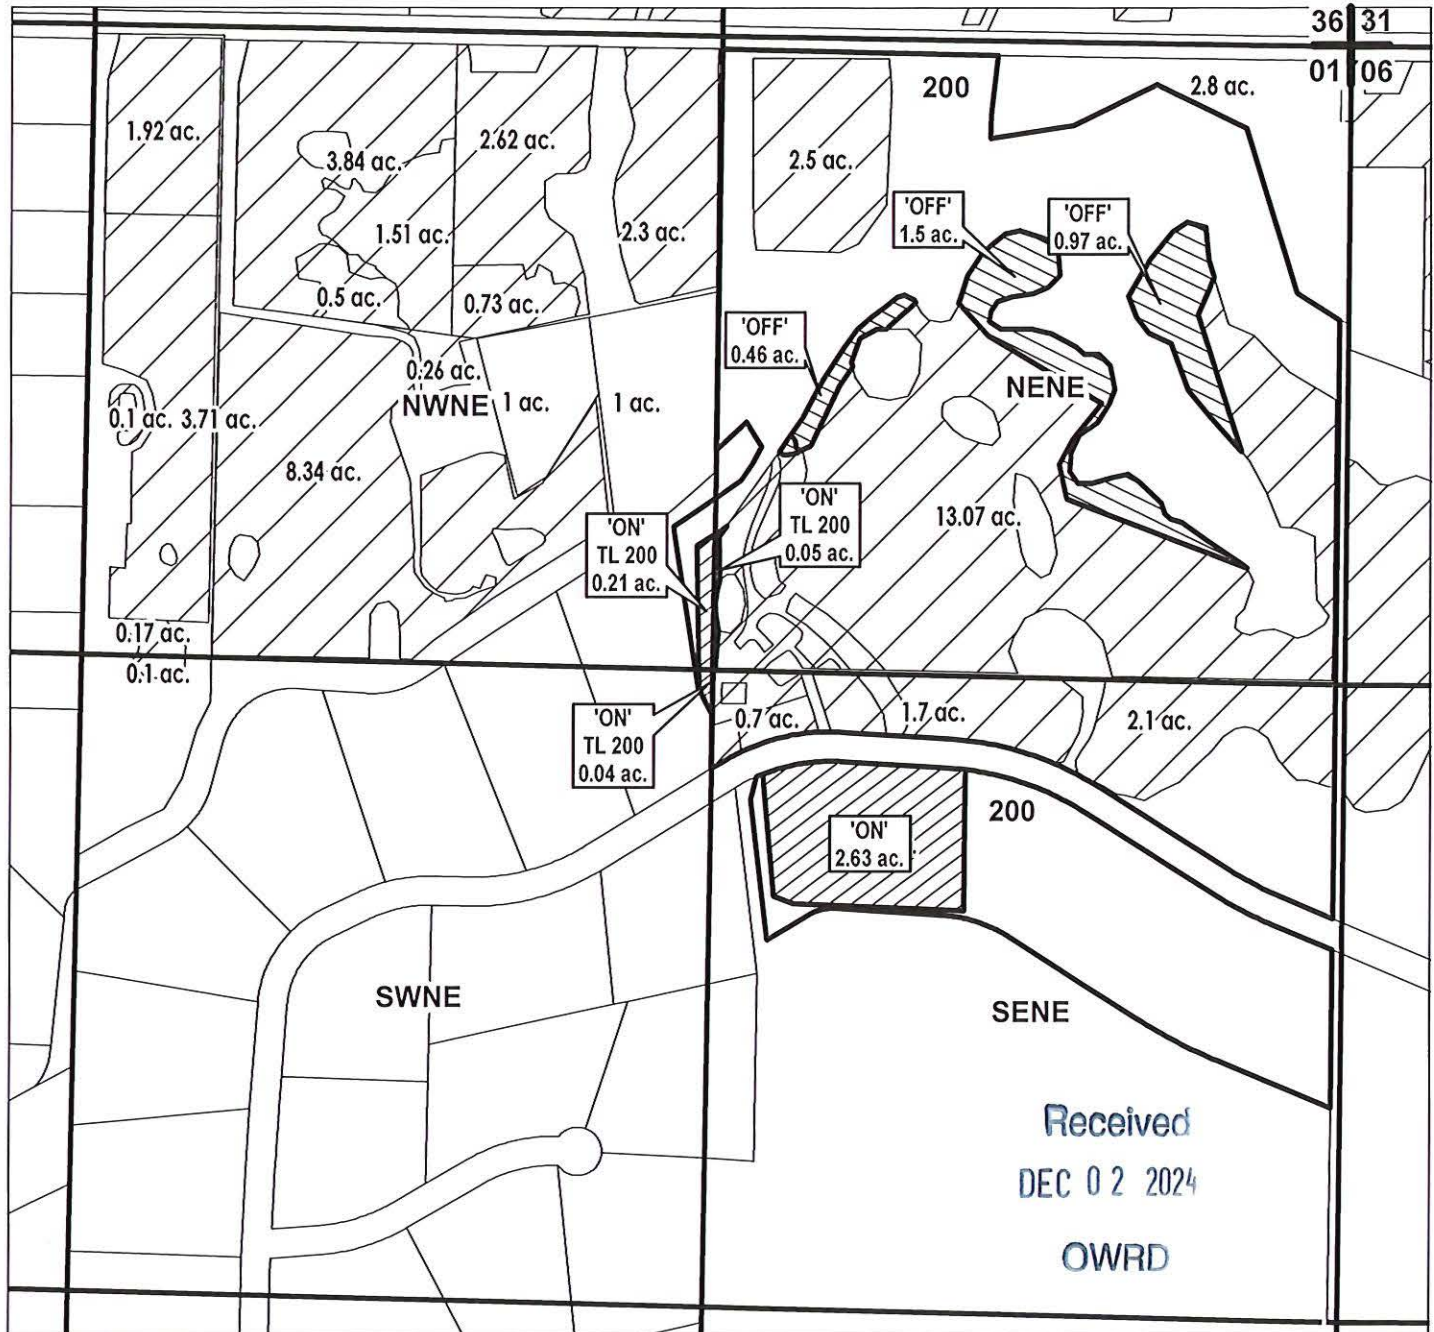 36 31
01 06
200
2.8 ac.
1.92 ac.
3.84 ac.
2.62 ac.
2.5 ac.
'OFF'
1.5 ac.
'OFF'
0.97 ac.
1.51 ac.
2.3 ac.
0.5 ac.
0.73 ac.
'OFF'
0.46 ac.
0.26 ac.
NWNE
1 ac.
1 ac.
NENE
0.1 ac.
3.71 ac.
8.34 ac.
'ON'
TL 200
0.21 ac.
'ON'
TL 200
0.05 ac.
13.07 ac.
0.17 ac.
0.1 ac.
'ON'
TL 200
0.04 ac.
0.7 ac.
1.7 ac.
2.1 ac.
200
'ON'
2.63 ac.
SWNE
SENE
Received
DEC 02 2024
OWRD